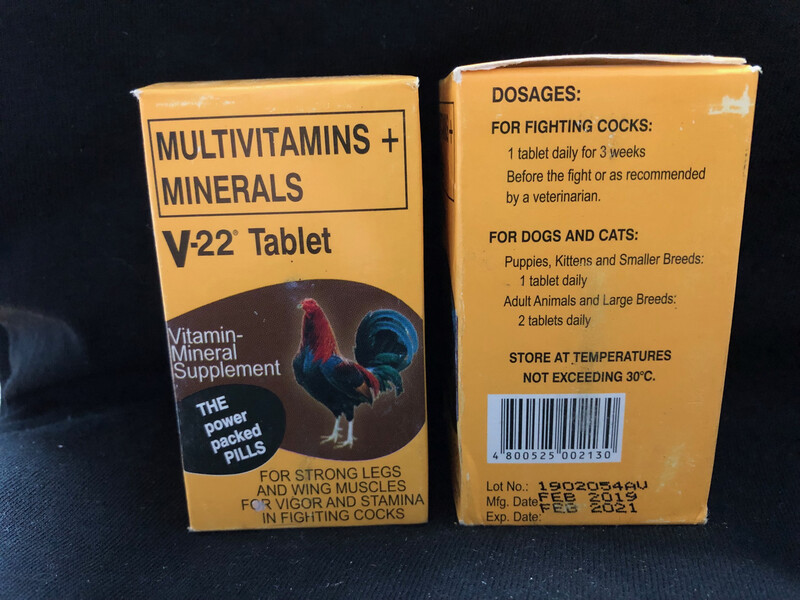 MULTIVITAMINS +
MINERALS
V-22® Tablet
Vitamin-
Mineral
Supplement
THE
power
packed
PILLS
FOR STRONG LEGS
AND WING MUSCLES
FOR VIGOR AND STAMINA
IN FIGHTING COCKS
DOSAGES:
FOR FIGHTING COCKS:
1 tablet daily for 3 weeks
Before the fight or as recommended
by a veterinarian.
FOR DOGS AND CATS:
Puppies, Kittens and Smaller Breeds:
1 tablet daily
Adult Animals and Large Breeds:
2 tablets daily
STORE AT TEMPERATURES
NOT EXCEEDING 30°C.
4 800525 002130
Lot No.: 1902054AV
Mfg. Date FEB 2019
Exp. Date: FEB 2021